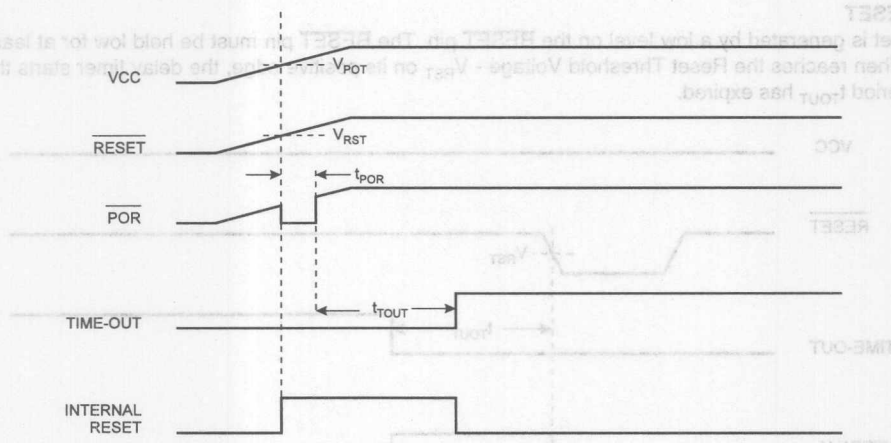 VCC
V_POT
RESET
V_RST
t_POR
POR
t_TOUT
TIME-OUT
INTERNAL
RESET